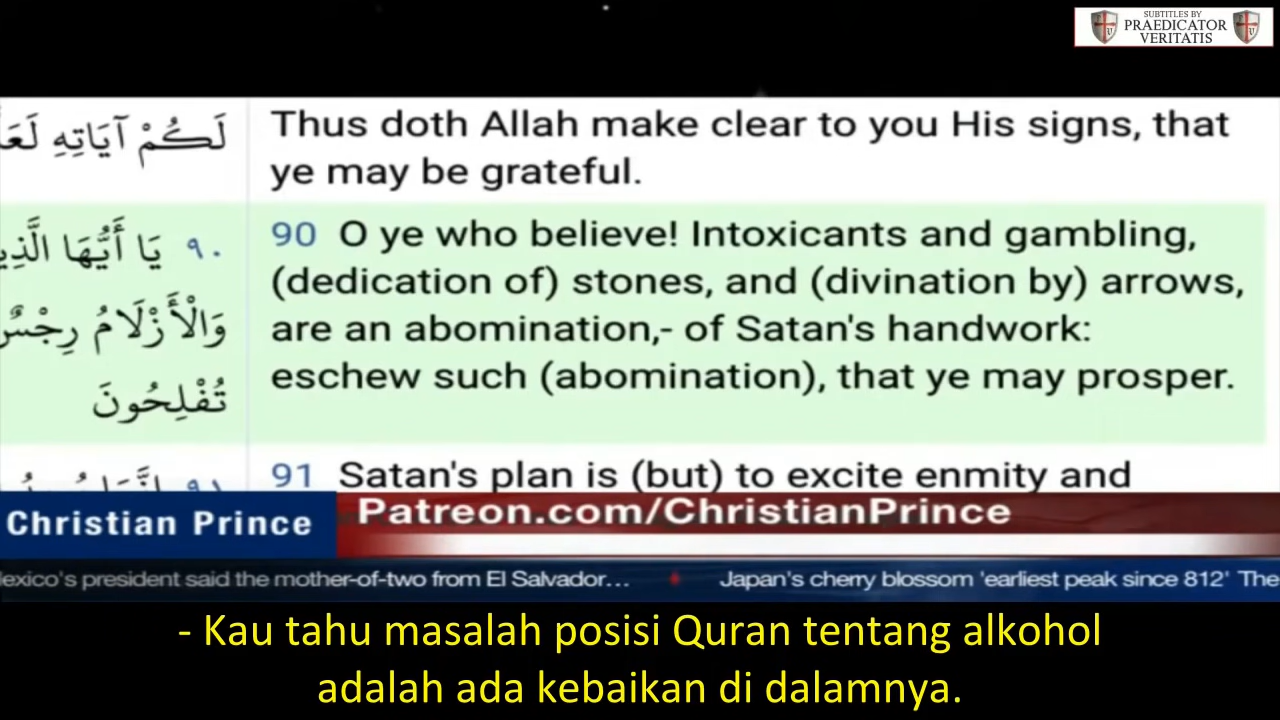 SUBTITLES BY
PRAEDICATOR
VERITATIS
لَكُمْ آيَاتِهِ
Thus doth Allah make clear to you His signs, that
ye may be grateful.
٩٠ يَا أَيُّهَا
90 O ye who believe! Intoxicants and gambling,
(dedication of) stones, and (divination by) arrows,
وَالْأَزْلَامُ رِجْسٌ
are an abomination,- of Satan's handwork:
تُفْلِحُونَ
eschew such (abomination), that ye may prosper.
91 Satan's plan is (but) to excite enmity and
Christian Prince
Patreon.com/ChristianPrince
president said the mother-of-two from El Salvador... Japan's cherry blossom 'earliest peak since 812' The
- Kau tahu masalah posisi Quran tentang alkohol
adalah ada kebaikan di dalamnya.